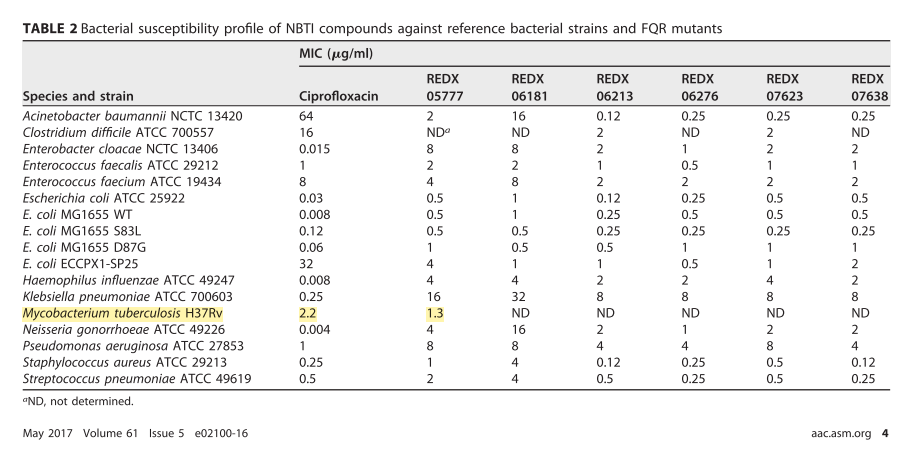 TABLE 2 Bacterial susceptibility profile of NBTI compounds against reference bacterial strains and FQR mutants
MIC (μg/ml)
Species and strain Ciprofloxacin REDX 05777 REDX 06181 REDX 06213 REDX 06276 REDX 07623 REDX 07638
Acinetobacter baumannii NCTC 13420 64 2 16 0.12 0.25 0.25 0.25
Clostridium difficile ATCC 700557 16 NDa ND 2 ND 2 ND
Enterobacter cloacae NCTC 13406 0.015 8 8 2 1 2 2
Enterococcus faecalis ATCC 29212 1 2 2 1 0.5 1 1
Enterococcus faecium ATCC 19434 8 4 8 2 2 2 2
Escherichia coli ATCC 25922 0.03 0.5 1 0.12 0.25 0.5 0.5
E. coli MG1655 WT 0.008 0.5 1 0.25 0.5 0.5 0.5
E. coli MG1655 S83L 0.12 0.5 0.5 0.25 0.25 0.25 0.25
E. coli MG1655 D87G 0.06 1 0.5 0.5 1 1 1
E. coli ECCPX1-SP25 32 4 1 1 0.5 1 2
Haemophilus influenzae ATCC 49247 0.008 4 4 2 2 4 2
Klebsiella pneumoniae ATCC 700603 0.25 16 32 8 8 8 8
Mycobacterium tuberculosis H37Rv 2.2 1.3 ND ND ND ND ND
Neisseria gonorrhoeae ATCC 49226 0.004 4 16 2 1 2 2
Pseudomonas aeruginosa ATCC 27853 1 8 8 4 4 8 4
Staphylococcus aureus ATCC 29213 0.25 1 4 0.12 0.25 0.5 0.12
Streptococcus pneumoniae ATCC 49619 0.5 2 4 0.5 0.25 0.5 0.25
aND, not determined.
May 2017 Volume 61 Issue 5 e02100-16 aac.asm.org 4